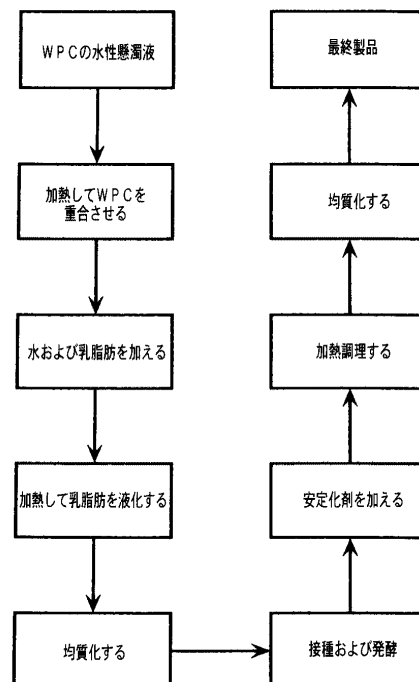 WPCの水性懸濁液
加熱してWPCを
重合させる
水および乳脂肪を加える
加熱して乳脂肪を液化する
均質化する
接種および発酵
安定化剤を加える
加熱調理する
均質化する
最終製品